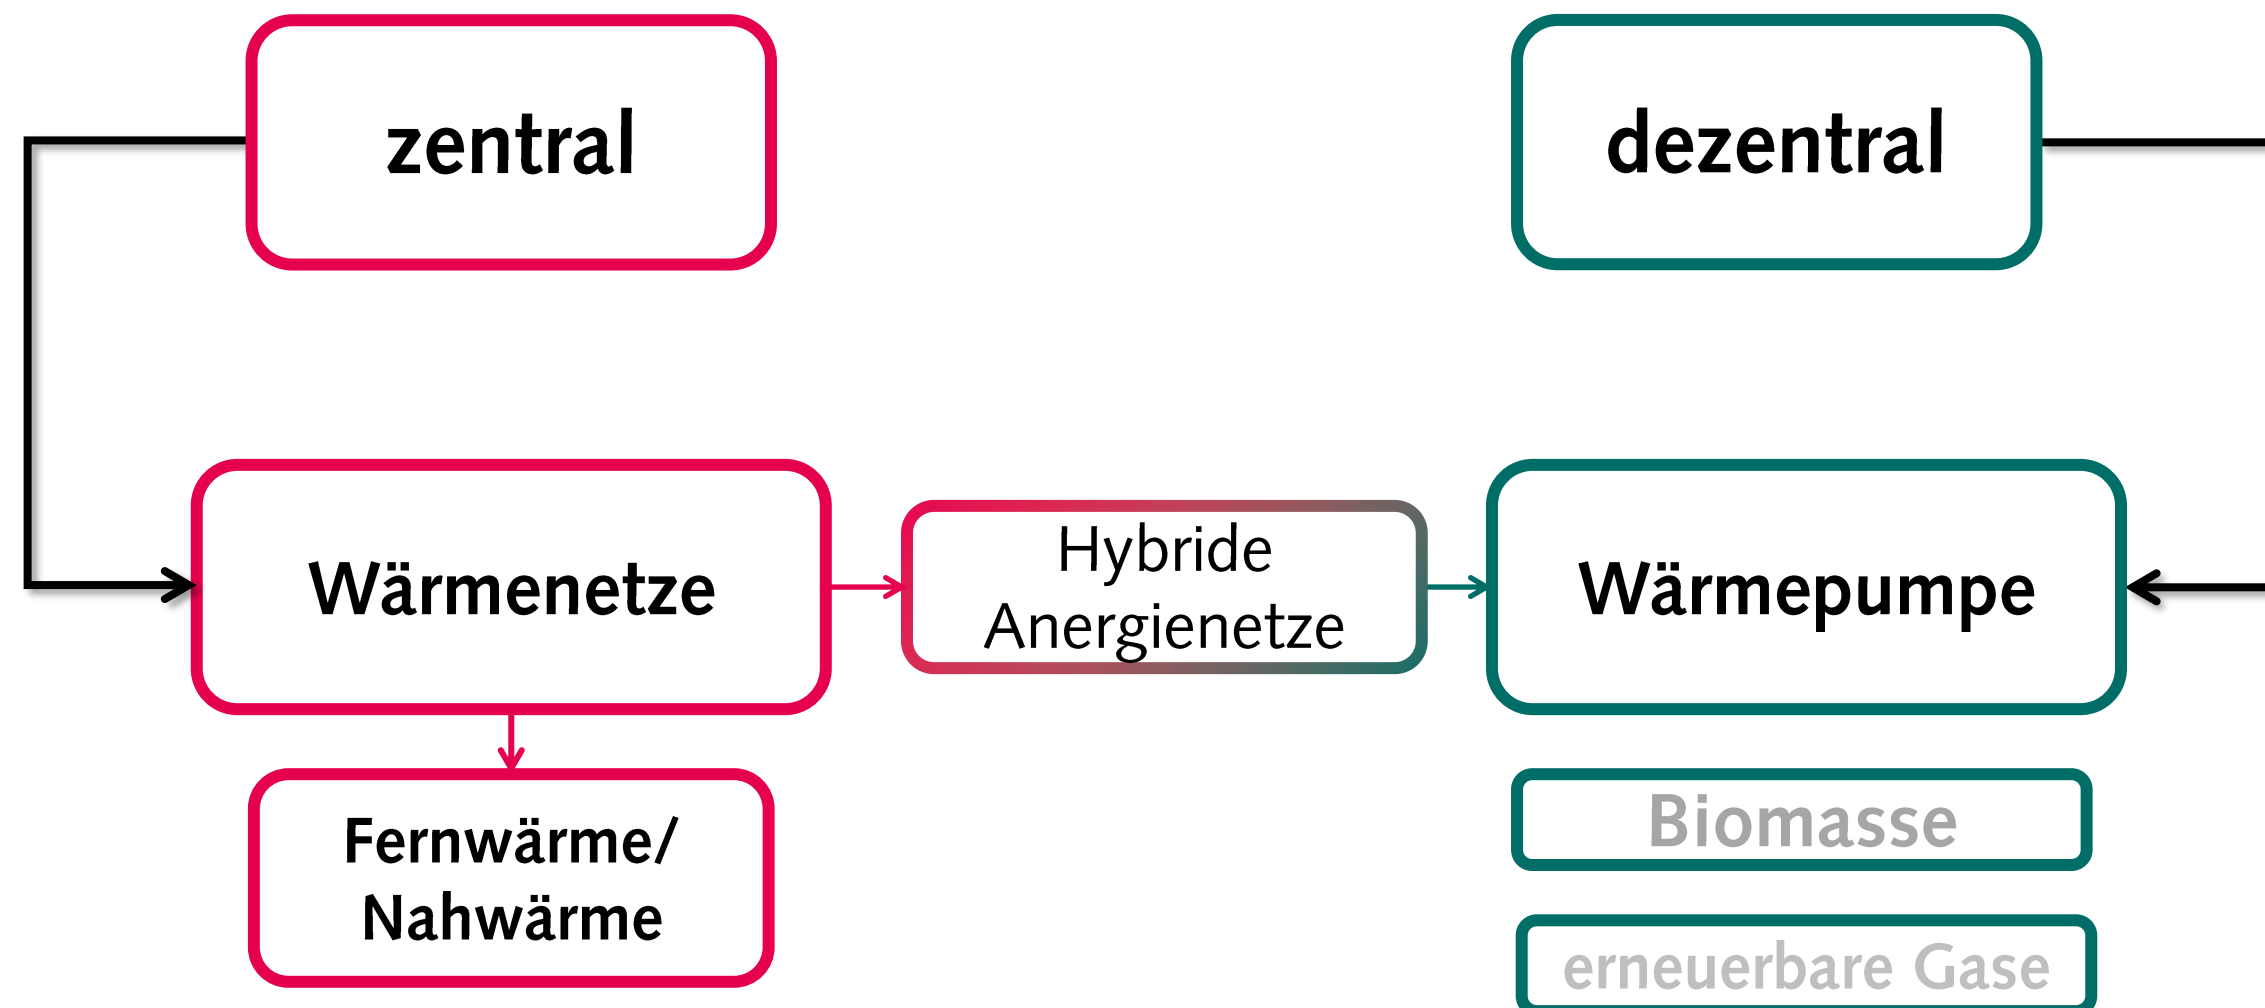 zentral
dezentral
Wärmenetze
Hybride
Anergienetze
Wärmepumpe
Fernwärme/
Nahwärme
Biomasse
erneuerbare Gase